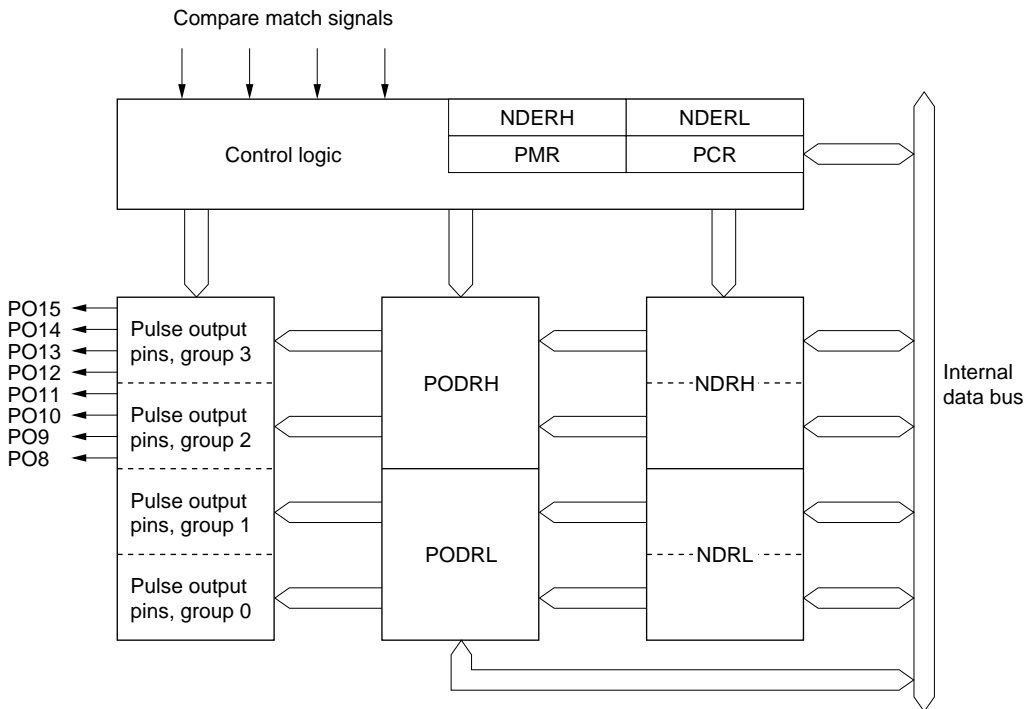 Compare match signals
NDERH
NDERL
Control logic
PMR
PCR
PO15
PO14
PO13
PO12
PO11
PO10
PO9
PO8
Pulse output
pins, group 3
Pulse output
pins, group 2
Pulse output
pins, group 1
Pulse output
pins, group 0
PODRH
PODRL
NDRH
NDRL
Internal
data bus